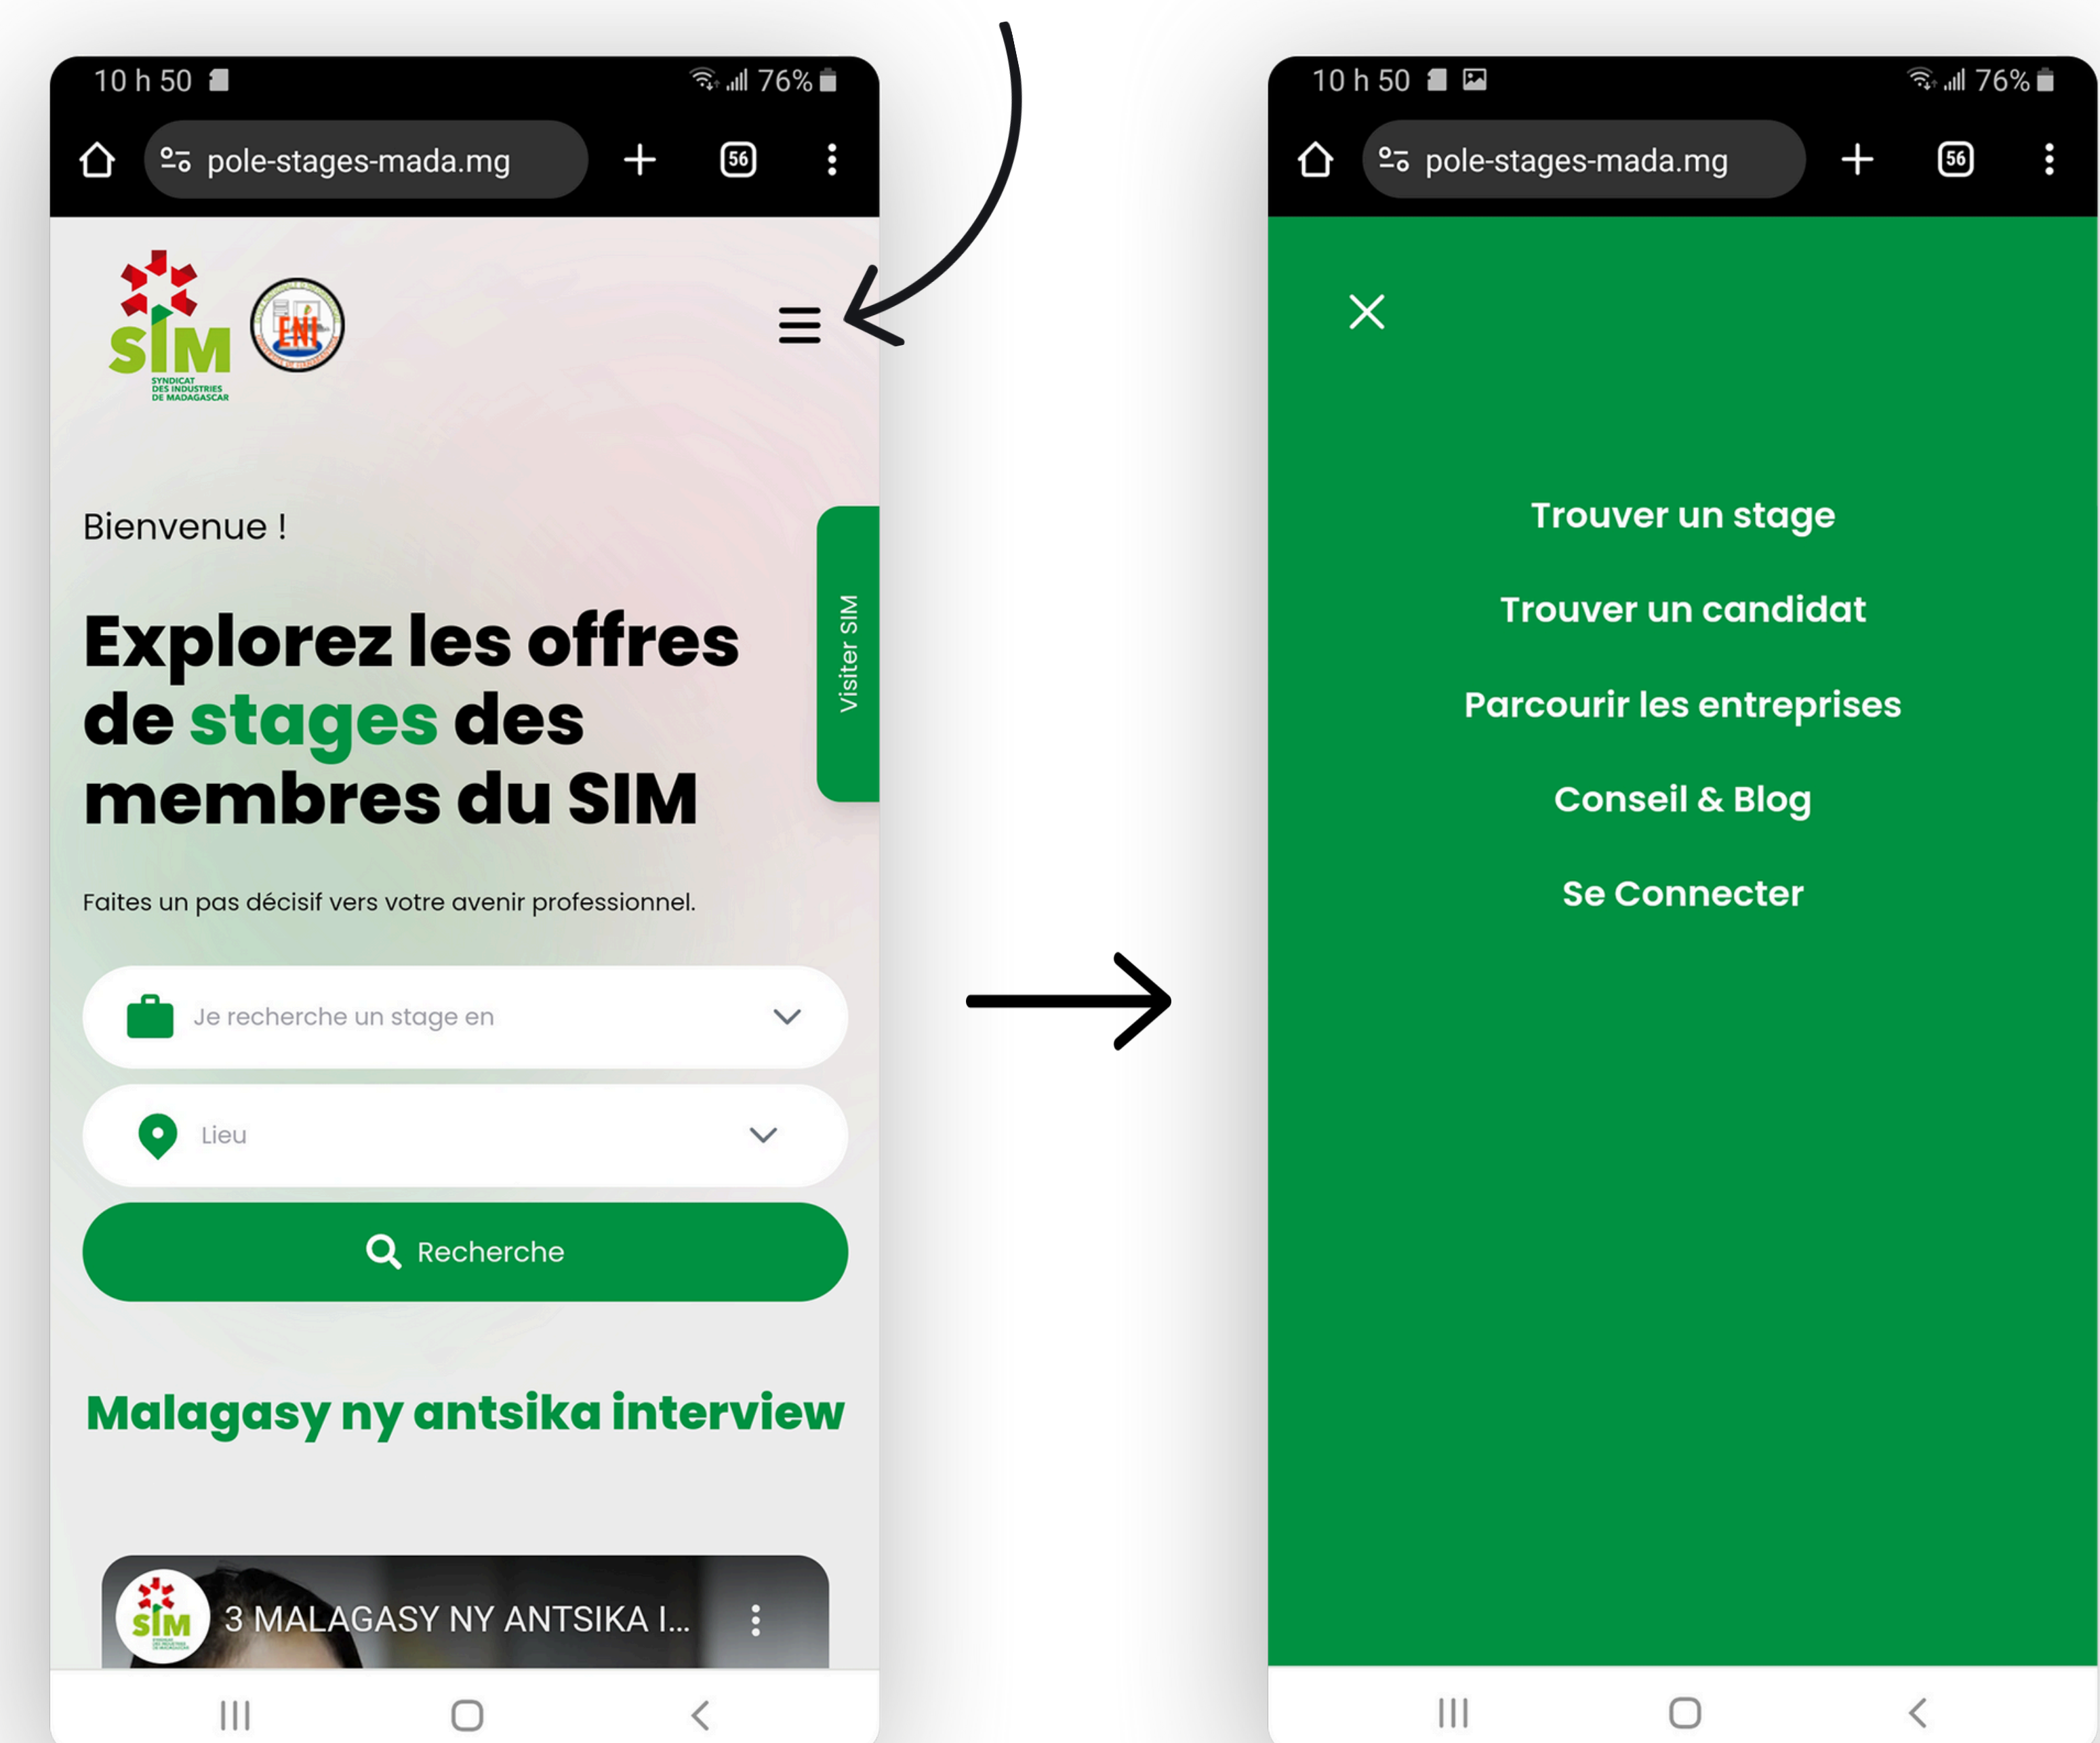 10 h 50
76%
pole-stages-mada.mg
56
SIM
SYNDICAT
DES INDUSTRIES
DE MADAGASCAR
ENI
Bienvenue !
Explorez les offres
de stages des
membres du SIM
Visiter SIM
Faites un pas décisif vers votre avenir professionnel.
Je recherche un stage en
Lieu
Recherche
Malagasy ny antsika interview
SIM
3 MALAGASY NY ANTSIKA I...
10 h 50
76%
pole-stages-mada.mg
56
Trouver un stage
Trouver un candidat
Parcourir les entreprises
Conseil & Blog
Se Connecter